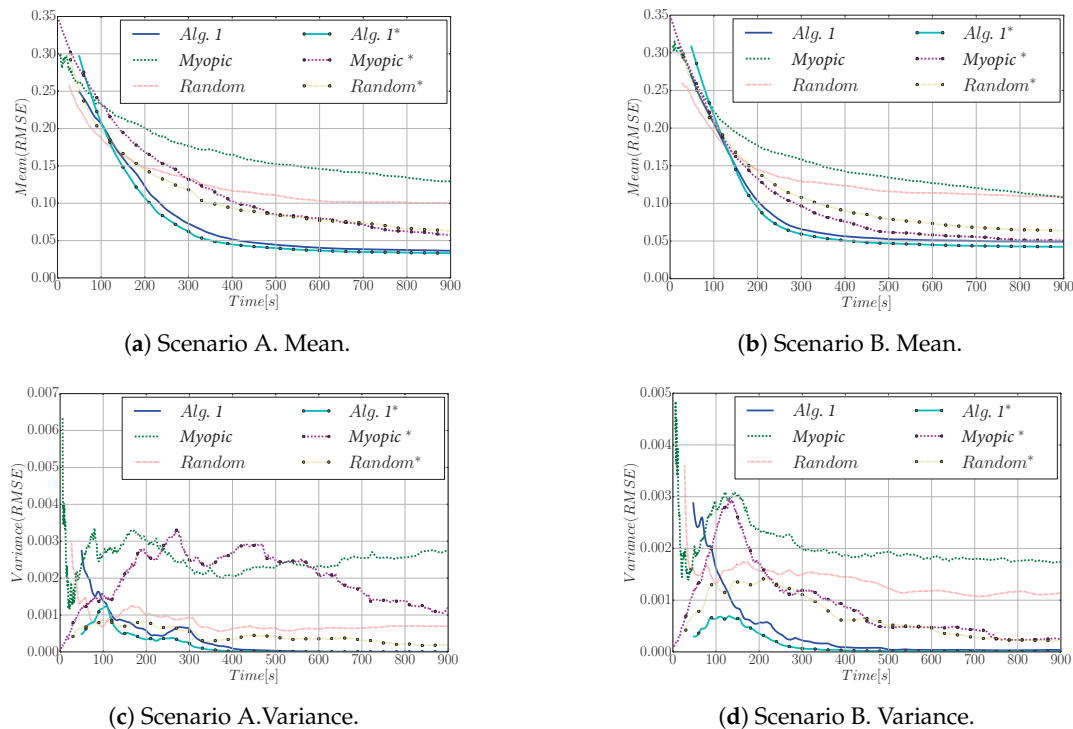 0.35
0.30
0.25
0.20
0.15
0.10
0.05
0.00
Mean(RMSE)
0 100 200 300 400 500 600 700 800 900
Time[s]
Alg. 1
Myopic
Random
Alg. 1*
Myopic *
Random*
(a) Scenario A. Mean.
0.35
0.30
0.25
0.20
0.15
0.10
0.05
0.00
Mean(RMSE)
0 100 200 300 400 500 600 700 800 900
Time[s]
Alg. 1
Myopic
Random
Alg. 1*
Myopic *
Random*
(b) Scenario B. Mean.
0.007
0.006
0.005
0.004
0.003
0.002
0.001
0.000
Variance(RMSE)
0 100 200 300 400 500 600 700 800 900
Time[s]
Alg. 1
Myopic
Random
Alg. 1*
Myopic *
Random*
(c) Scenario A.Variance.
0.005
0.004
0.003
0.002
0.001
0.000
Variance(RMSE)
0 100 200 300 400 500 600 700 800 900
Time[s]
Alg. 1
Myopic
Random
Alg. 1*
Myopic *
Random*
(d) Scenario B. Variance.